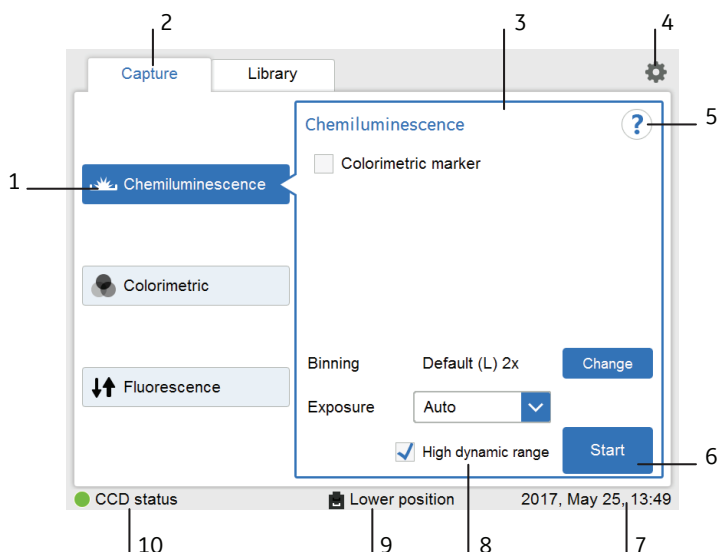 2 3 4
Capture Library
Chemiluminescence ? 5
Colorimetric marker
1 Chemiluminescence
Colorimetric
Binning Default (L) 2x Change
Fluorescence
Exposure Auto
High dynamic range Start 6
CCD status Lower position 2017, May 25, 13:49
10 9 8 7